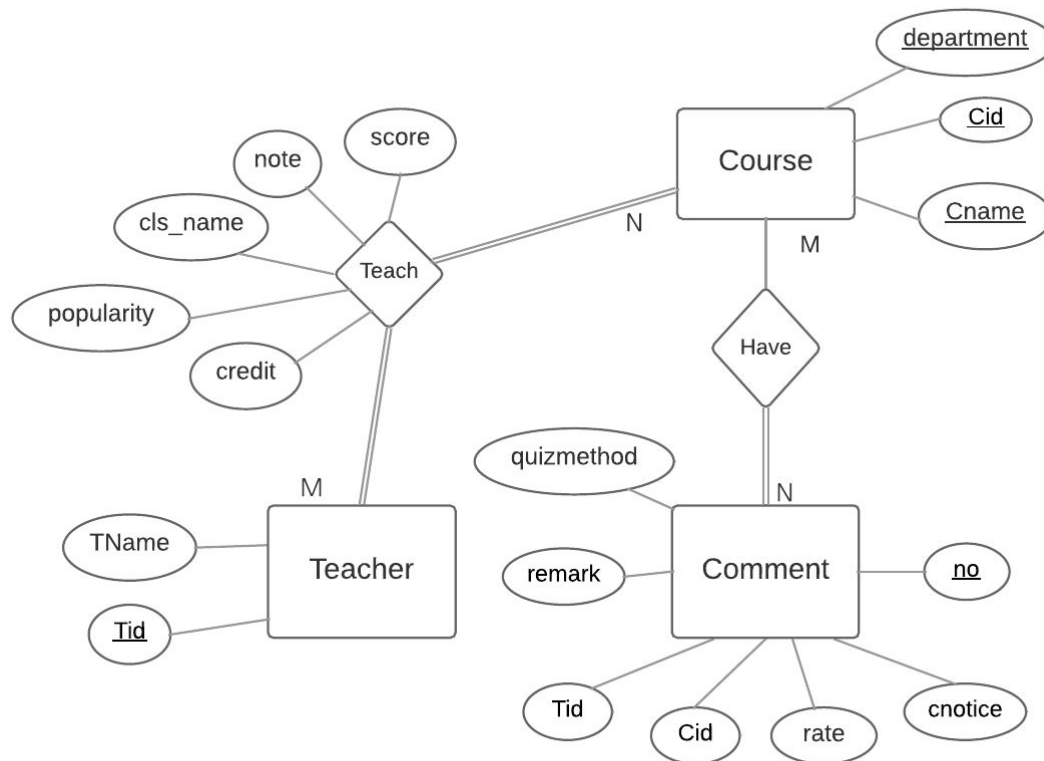 department
Cid
Course
Cname
score
note
cls_name
Teach
popularity
credit
N
M
Have
quizmethod
M
N
TName
Teacher
Tid
remark
Comment
no
Tid
Cid
rate
cnotice